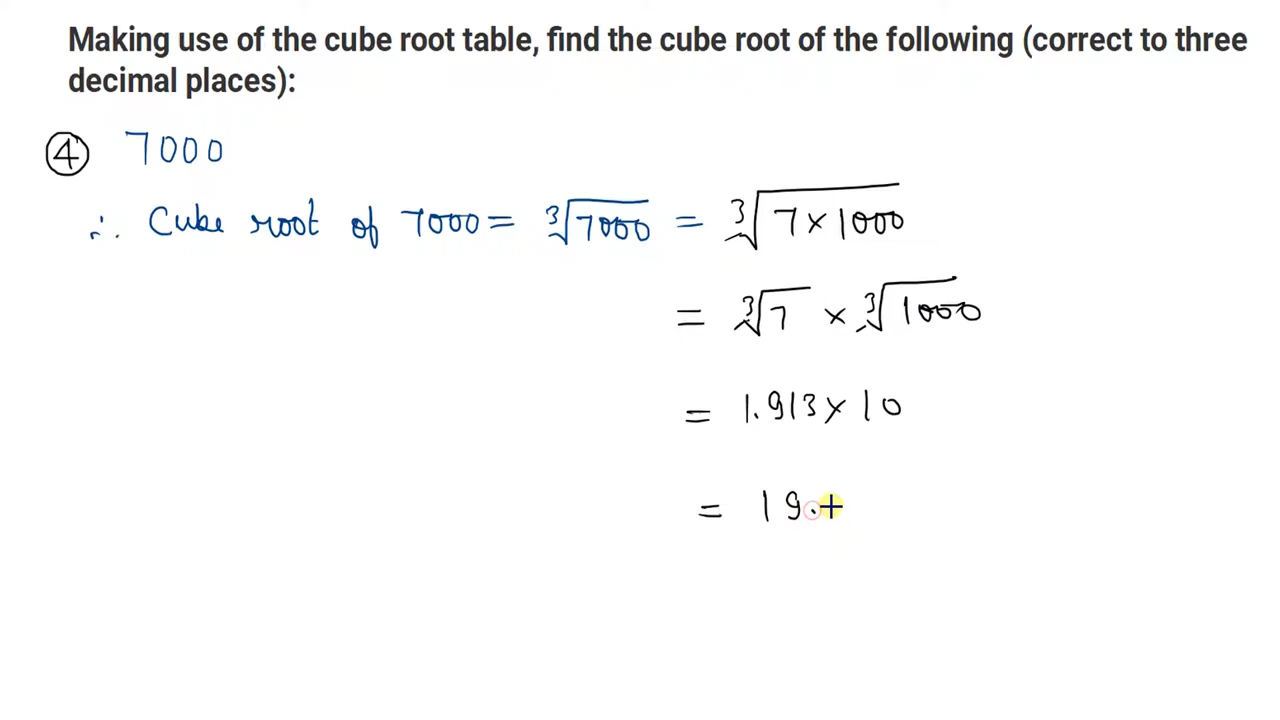 Making use of the cube root table, find the cube root of the following (correct to three
decimal places):
④ 7000
∴ Cube root of 7000 = ∛7000 = ∛7×1000
= ∛7 × ∛1000
= 1.913 × 10
= 19.